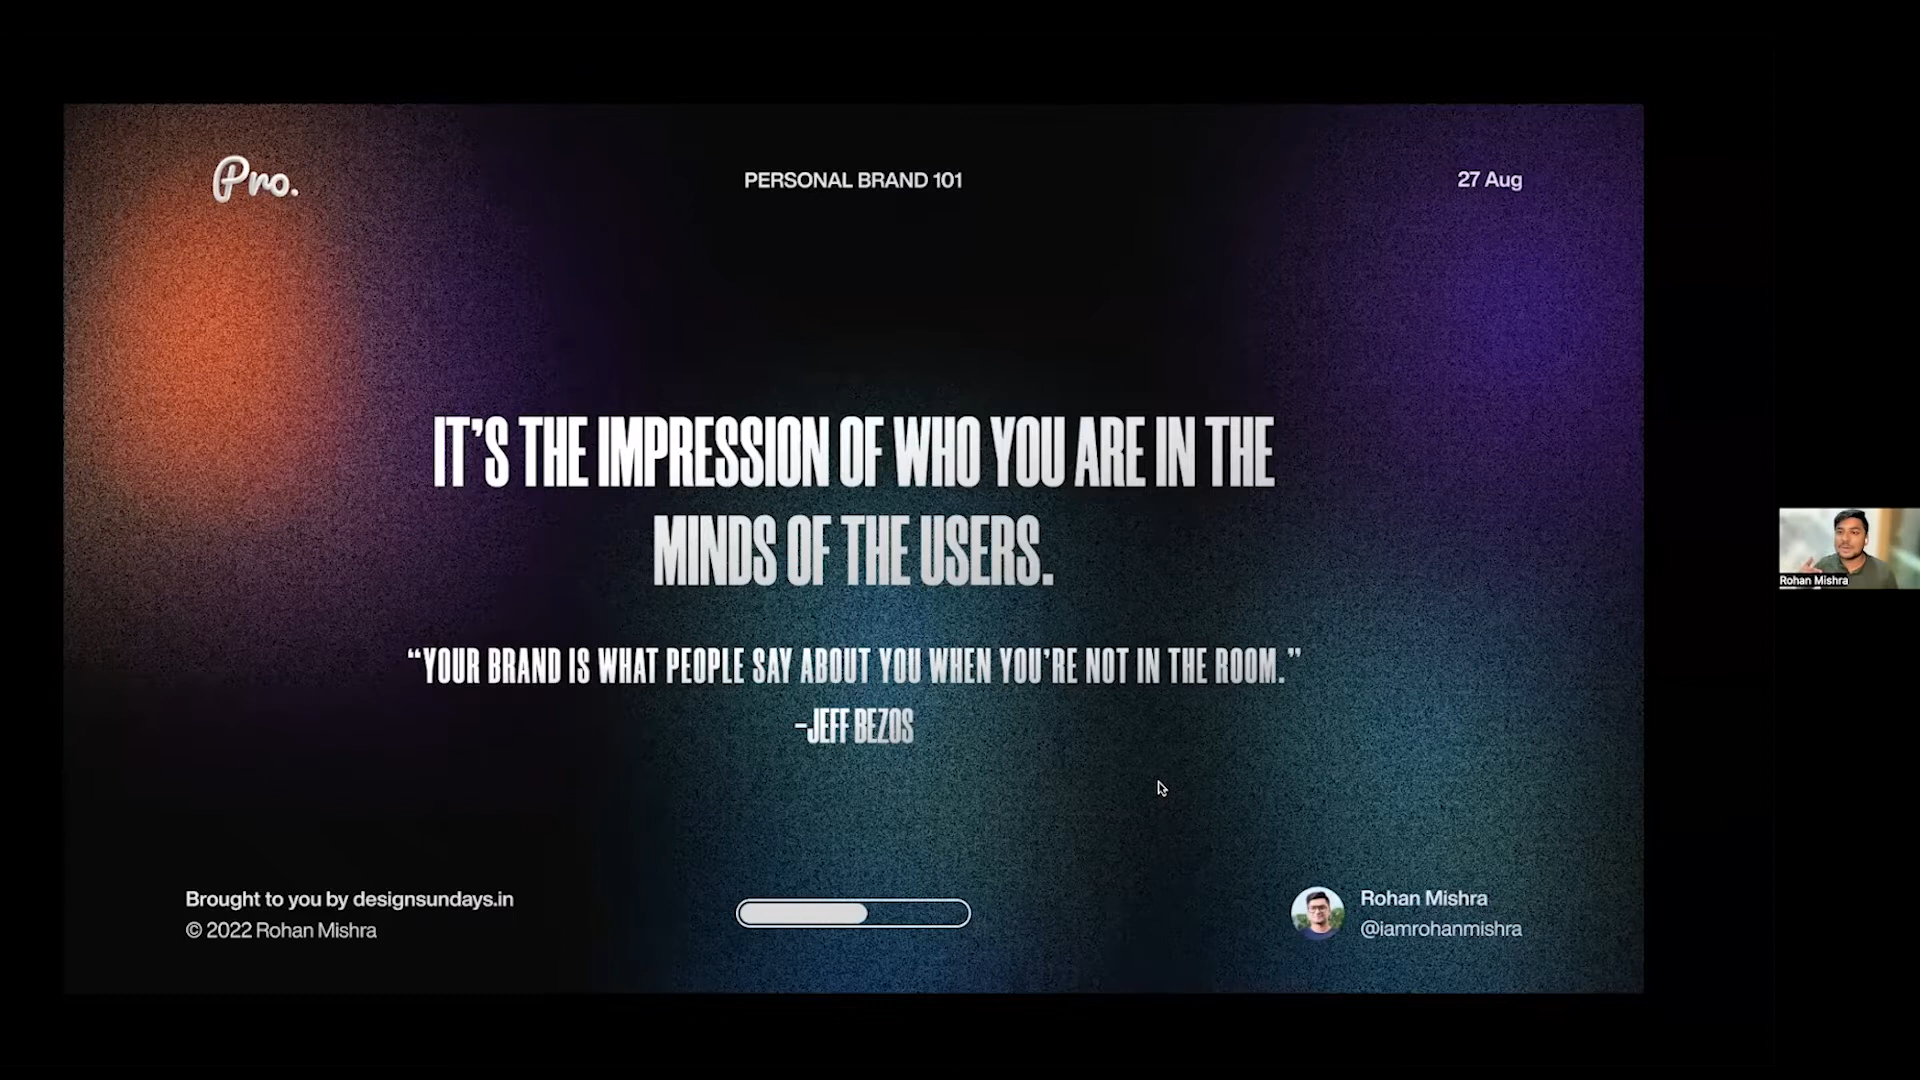 Pro.
PERSONAL BRAND 101
27 Aug
IT’S THE IMPRESSION OF WHO YOU ARE IN THE
MINDS OF THE USERS.
“YOUR BRAND IS WHAT PEOPLE SAY ABOUT YOU WHEN YOU’RE NOT IN THE ROOM.”
–JEFF BEZOS
Rohan Mishra
Brought to you by designsundays.in
© 2022 Rohan Mishra
Rohan Mishra
@iamrohanmishra